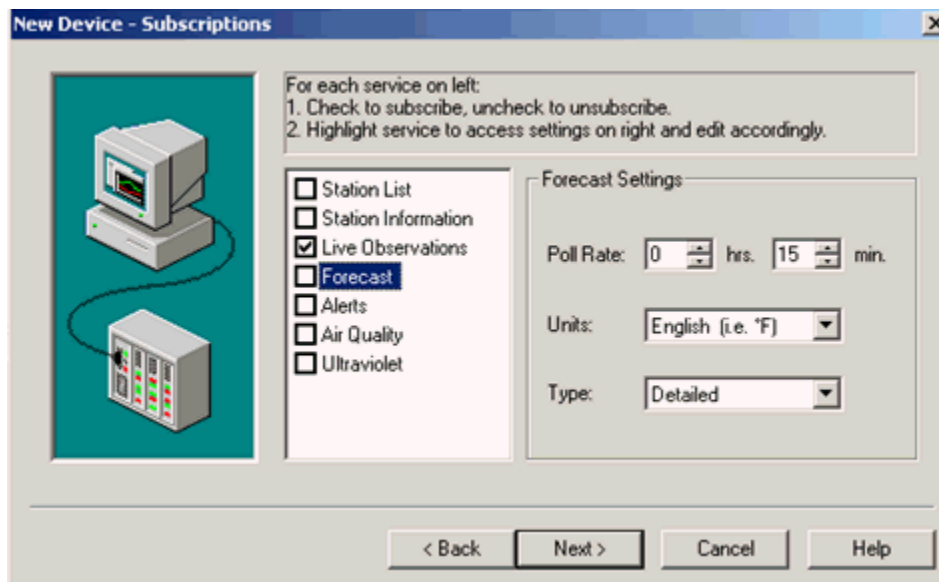 New Device - Subscriptions
For each service on left:
1. Check to subscribe, uncheck to unsubscribe.
2. Highlight service to access settings on right and edit accordingly.
Station List
Station Information
Live Observations
Forecast
Alerts
Air Quality
Ultraviolet
Forecast Settings
Poll Rate: 0 hrs. 15 min.
Units: English (i.e. °F)
Type: Detailed
< Back Next > Cancel Help